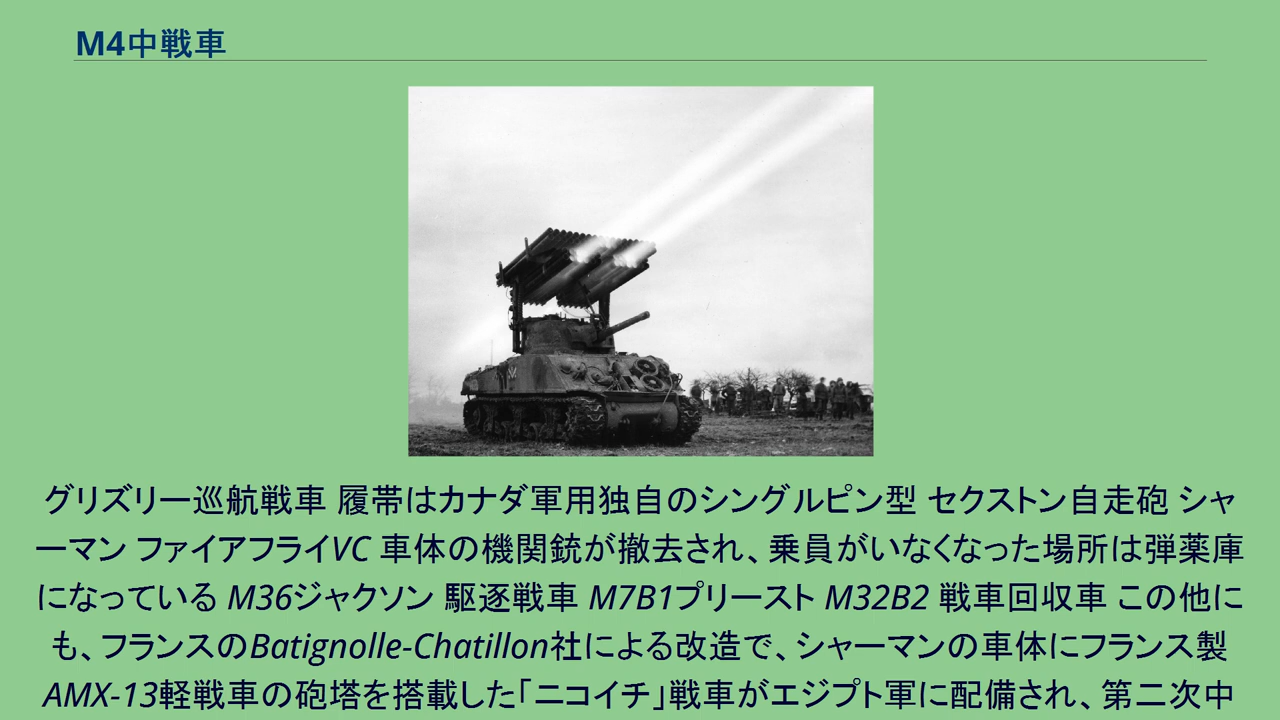 M4中戦車
グリズリー巡航戦車 履帯はカナダ軍用独自のシングルピン型 セクストン自走砲 シャ
ーマン ファイアフライVC 車体の機関銃が撤去され、乗員がいなくなった場所は弾薬庫
になっている M36ジャクソン 駆逐戦車 M7B1プリースト M32B2 戦車回収車 この他に
も、フランスのBatignolle-Chatillon社による改造で、シャーマンの車体にフランス製
AMX-13軽戦車の砲塔を搭載した「ニコイチ」戦車がエジプト軍に配備され、第二次中